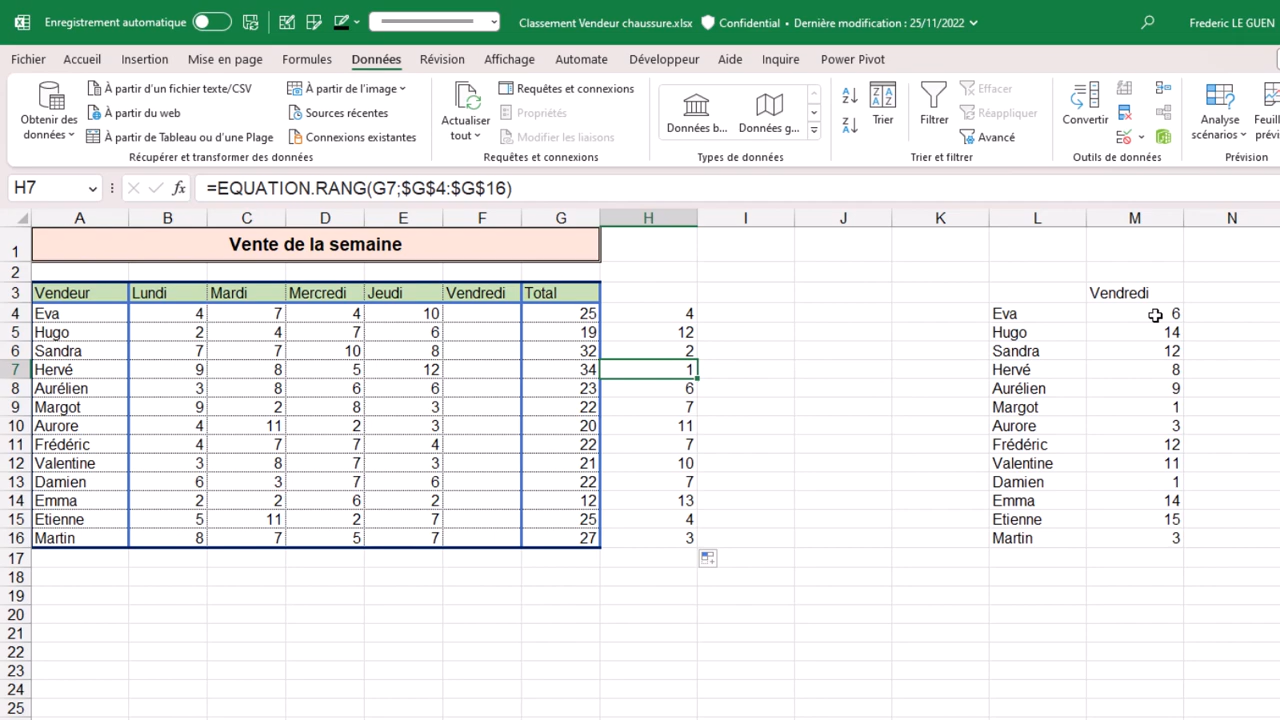 Enregistrement automatique Classement Vendeur chaussure.xlsx Confidential • Dernière modification : 25/11/2022 Frederic LE GUEN
Fichier Accueil Insertion Mise en page Formules Données Révision Affichage Automate Développeur Aide Inquire Power Pivot
Obtenir des données
À partir d'un fichier texte/CSV
À partir du web
À partir de Tableau ou d'une Plage
À partir de l'image
Sources récentes
Connexions existantes
Récupérer et transformer des données
Actualiser tout
Requêtes et connexions
Propriétés
Modifier les liaisons
Requêtes et connexions
Données b... Données g...
Types de données
Trier
Filtrer
Effacer
Réappliquer
Avancé
Trier et filtrer
Convertir
Outils de données
Analyse scénarios
Feuill
prévi
Prévision
H7 fx =EQUATION.RANG(G7;$G$4:$G$16)
A B C D E F G H I J K L M N
1 Vente de la semaine
2
3 Vendeur Lundi Mardi Mercredi Jeudi Vendredi Total Vendredi
4 Eva 4 7 4 10 25 4 Eva 6
5 Hugo 2 4 7 6 19 12 Hugo 14
6 Sandra 7 7 10 8 32 2 Sandra 12
7 Hervé 9 8 5 12 34 1 Hervé 8
8 Aurélien 3 8 6 6 23 6 Aurélien 9
9 Margot 9 2 8 3 22 7 Margot 1
10 Aurore 4 11 2 3 20 11 Aurore 3
11 Frédéric 4 7 7 4 22 7 Frédéric 12
12 Valentine 3 8 7 3 21 10 Valentine 11
13 Damien 6 3 7 6 22 7 Damien 1
14 Emma 2 2 6 2 12 13 Emma 14
15 Etienne 5 11 2 7 25 4 Etienne 15
16 Martin 8 7 5 7 27 3 Martin 3
17
18
19
20
21
22
23
24
25